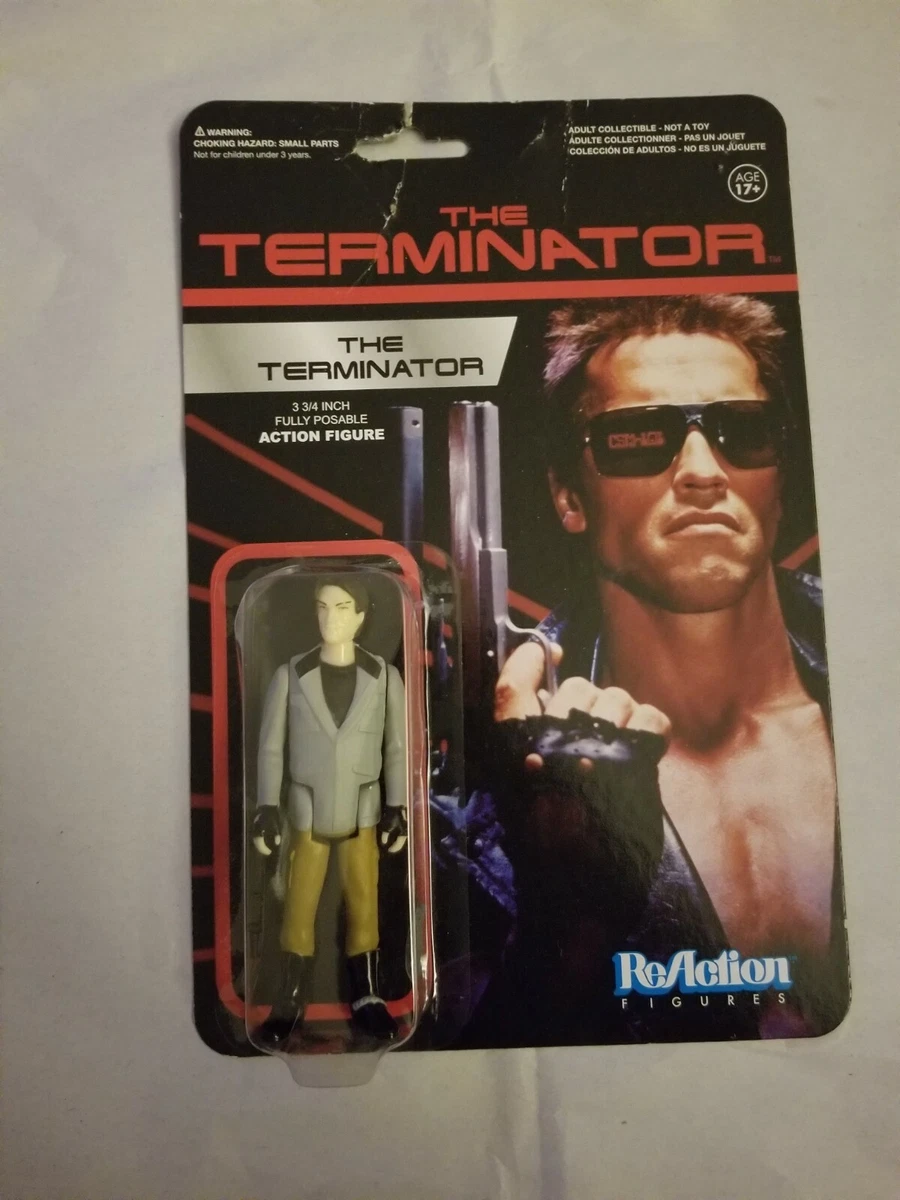 ⚠ WARNING:
CHOKING HAZARD: SMALL PARTS
Not for children under 3 years.
ADULT COLLECTIBLE - NOT A TOY
ADULTE COLLECTIONNER - PAS UN JOUET
COLECCIÓN DE ADULTOS - NO ES UN JUGUETE
AGE
17+
THE
TERMINATOR™
THE
TERMINATOR
3 3/4 INCH
FULLY POSABLE
ACTION FIGURE
ReAction
FIGURES